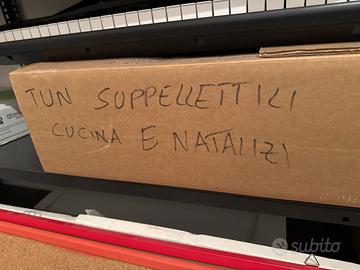 TUN SUPPELLETTILI
CUCINA E NATALIZI
subito